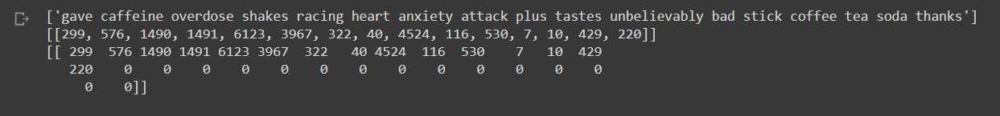 ['gave caffeine overdose shakes racing heart anxiety attack plus tastes unbelievably bad stick coffee tea soda thanks']
[[299, 576, 1490, 1491, 6123, 3967, 322, 40, 4524, 116, 530, 7, 10, 429, 220]]
[[ 299 576 1490 1491 6123 3967 322 40 4524 116 530 7 10 429
220 0 0 0 0 0 0 0 0 0 0 0 0 0
0 0]]